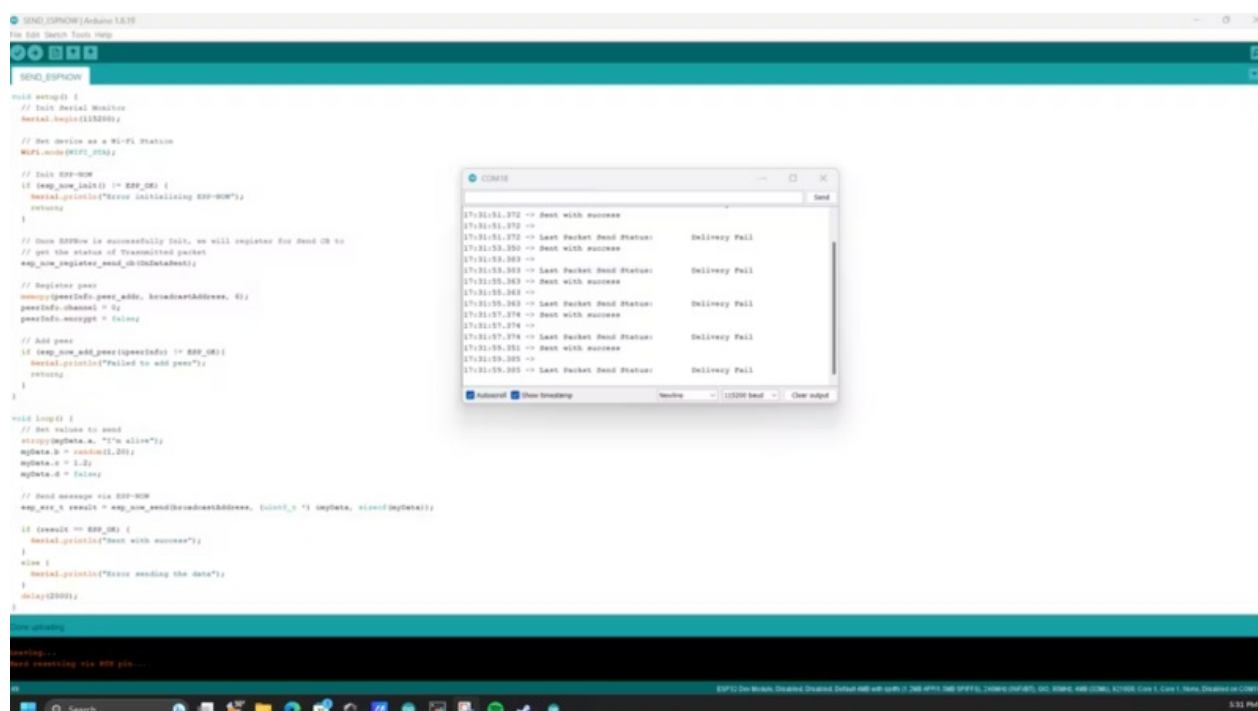 SEND_ESPNOW | Arduino 1.8.19
File Edit Sketch Tools Help
SEND_ESPNOW
void setup() {
// Init Serial Monitor
Serial.begin(115200);
// Set device as a Wi-Fi Station
WiFi.mode(WIFI_STA);
// Init ESP-NOW
if (esp_now_init() != ESP_OK) {
Serial.println("Error initializing ESP-NOW");
return;
}
// Once ESPNow is successfully Init, we will register for Send CB to
// get the status of Trasnmitted packet
esp_now_register_send_cb(OnDataSent);
// Register peer
memcpy(peerInfo.peer_addr, broadcastAddress, 6);
peerInfo.channel = 0;
peerInfo.encrypt = false;
// Add peer
if (esp_now_add_peer(&peerInfo) != ESP_OK){
Serial.println("Failed to add peer");
return;
}
}
void loop() {
// Set values to send
strcpy(myData.a, "I'm alive");
myData.b = random(1,20);
myData.c = 1.2;
myData.d = false;
// Send message via ESP-NOW
esp_err_t result = esp_now_send(broadcastAddress, (uint8_t *) &myData, sizeof(myData));
if (result == ESP_OK) {
Serial.println("Sent with success");
}
else {
Serial.println("Error sending the data");
}
delay(2000);
}
COM18
Send
17:31:51.372 -> Sent with success
17:31:51.372 ->
17:31:51.372 -> Last Packet Send Status: Delivery Fail
17:31:53.350 -> Sent with success
17:31:53.383 ->
17:31:53.383 -> Last Packet Send Status: Delivery Fail
17:31:55.363 -> Sent with success
17:31:55.363 ->
17:31:55.363 -> Last Packet Send Status: Delivery Fail
17:31:57.374 -> Sent with success
17:31:57.374 ->
17:31:57.374 -> Last Packet Send Status: Delivery Fail
17:31:59.351 -> Sent with success
17:31:59.385 ->
17:31:59.385 -> Last Packet Send Status: Delivery Fail
Autoscroll Show timestamp Newline 115200 baud Clear output
Done uploading
Leaving...
Hard resetting via RTS pin...
Search
5:31 PM